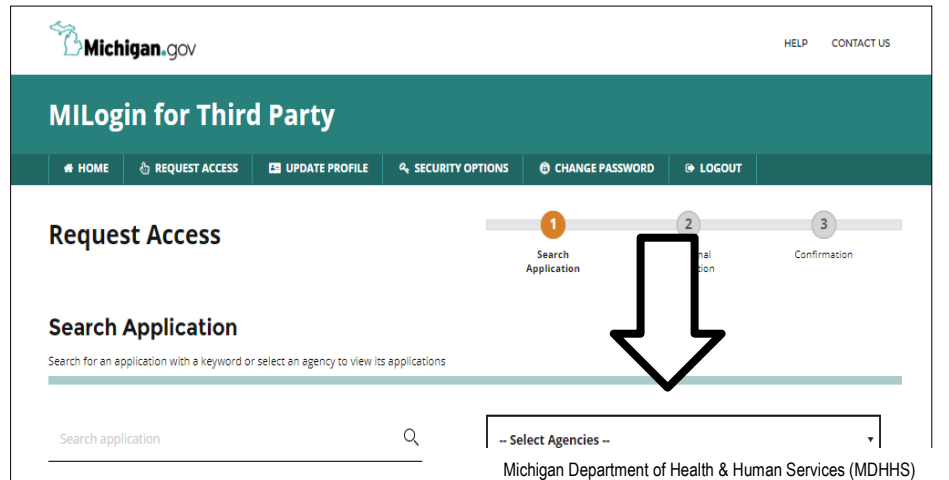 Michigan.gov
HELP CONTACT US
MILogin for Third Party
HOME REQUEST ACCESS UPDATE PROFILE SECURITY OPTIONS CHANGE PASSWORD LOGOUT
Request Access
1 2 3
Search Confirmation
Application
Search Application
Search for an application with a keyword or select an agency to view its applications
Search application
-- Select Agencies --
Michigan Department of Health & Human Services (MDHHS)